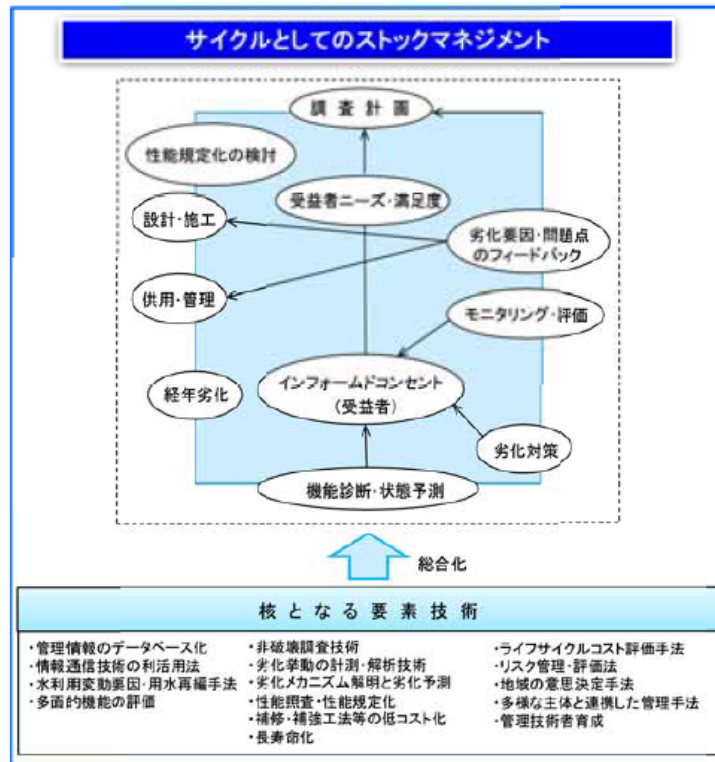 サイクルとしてのストックマネジメント
調査計画
性能規定化の検討
受益者ニーズ・満足度
設計・施工
劣化要因・問題点
のフィードバック
供用・管理
モニタリング・評価
インフォームドコンセント
(受益者)
経年劣化
劣化対策
機能診断・状態予測
総合化
核となる要素技術
・管理情報のデータベース化
・情報通信技術の利活用法
・水利用変動要因・用水再編手法
・多面的機能の評価
・非破壊調査技術
・劣化挙動の計測・解析技術
・劣化メカニズム解明と劣化予測
・性能照査・性能規定化
・補修・補強工法等の低コスト化
・長寿命化
・ライフサイクルコスト評価手法
・リスク管理・評価法
・地域の意思決定手法
・多様な主体と連携した管理手法
・管理技術者育成